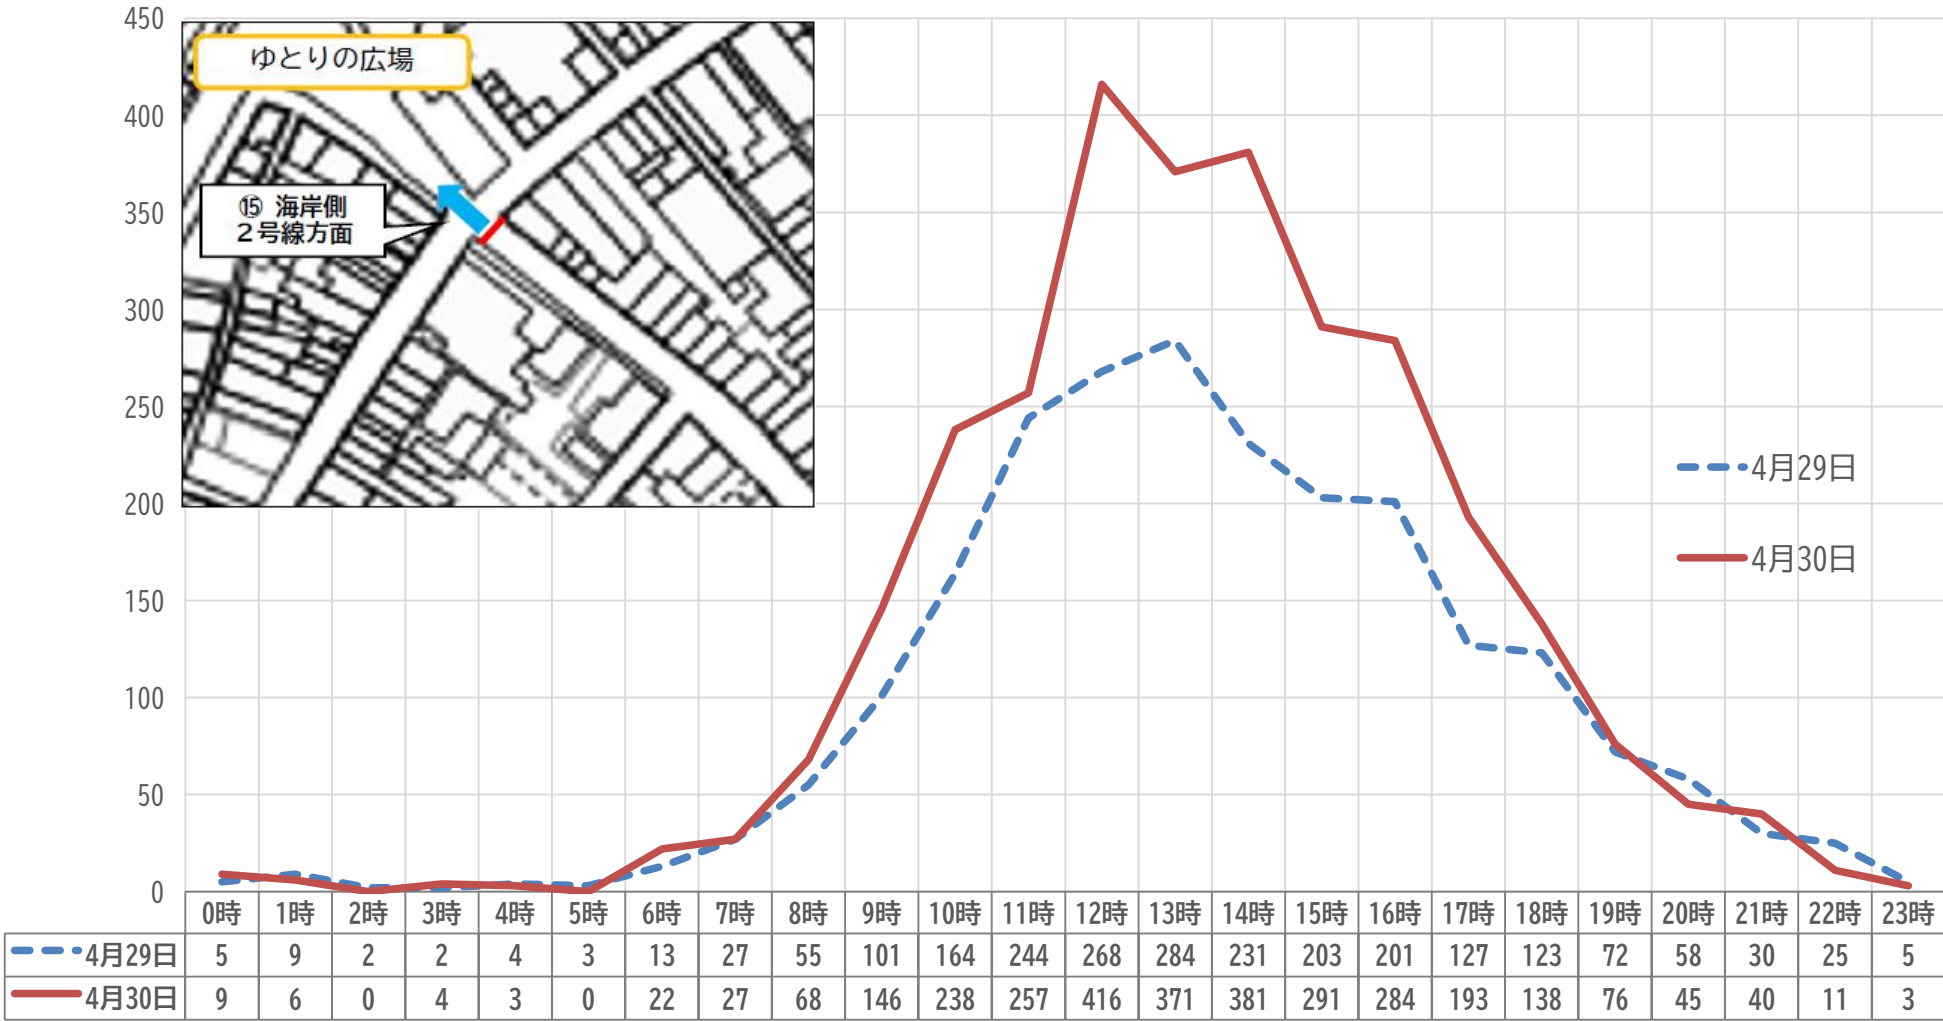 450
400
350
300
250
200
150
100
50
0
ゆとりの広場
⑮ 海岸側
２号線方面
4月29日
4月30日
0時 1時 2時 3時 4時 5時 6時 7時 8時 9時 10時 11時 12時 13時 14時 15時 16時 17時 18時 19時 20時 21時 22時 23時
4月29日 5 9 2 2 4 3 13 27 55 101 164 244 268 284 231 203 201 127 123 72 58 30 25 5
4月30日 9 6 0 4 3 0 22 27 68 146 238 257 416 371 381 291 284 193 138 76 45 40 11 3